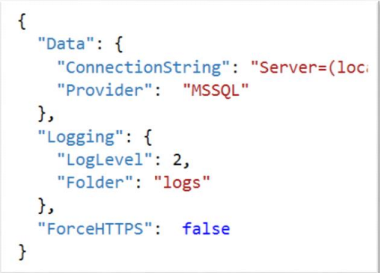 {
"Data": {
"ConnectionString": "Server=(loca
"Provider": "MSSQL"
},
"Logging": {
"LogLevel": 2,
"Folder": "logs"
},
"ForceHTTPS": false
}